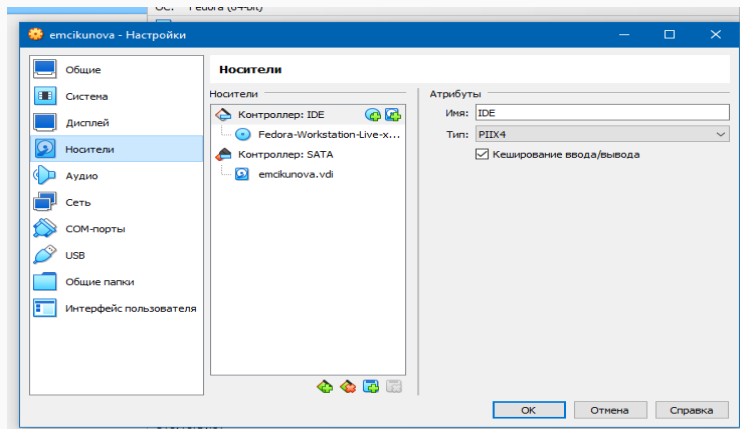 ОС: Fedora (64-bit)
emcikunova - Настройки
Общие
Система
Дисплей
Носители
Аудио
Сеть
COM-порты
USB
Общие папки
Интерфейс пользователя
Носители
Носители
Контроллер: IDE
Fedora-Workstation-Live-x...
Контроллер: SATA
emcikunova.vdi
Атрибуты
Имя: IDE
Тип: PIIX4
Кеширование ввода/вывода
OK
Отмена
Справка